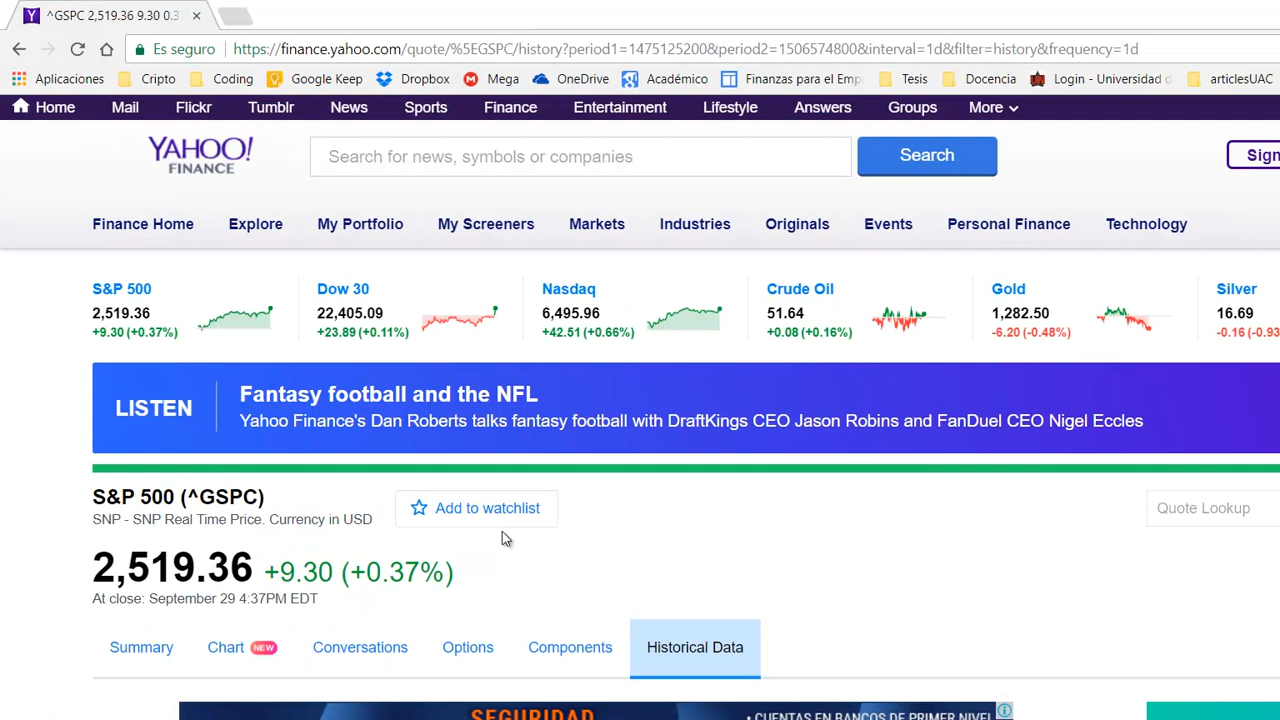 ^GSPC 2,519.36 9.30 0.3
Es seguro https://finance.yahoo.com/quote/%5EGSPC/history?period1=1475125200&period2=1506574800&interval=1d&filter=history&frequency=1d
Aplicaciones Cripto Coding Google Keep Dropbox Mega OneDrive Académico Finanzas para el Emp Tesis Docencia Login - Universidad d articlesUAC
Home Mail Flickr Tumblr News Sports Finance Entertainment Lifestyle Answers Groups More
YAHOO! Search for news, symbols or companies Search Sign
FINANCE
Finance Home Explore My Portfolio My Screeners Markets Industries Originals Events Personal Finance Technology
S&P 500 Dow 30 Nasdaq Crude Oil Gold Silver
2,519.36 22,405.09 6,495.96 51.64 1,282.50 16.69
+9.30 (+0.37%) +23.89 (+0.11%) +42.51 (+0.66%) +0.08 (+0.16%) -6.20 (-0.48%) -0.16 (-0.93
LISTEN Fantasy football and the NFL
Yahoo Finance's Dan Roberts talks fantasy football with DraftKings CEO Jason Robins and FanDuel CEO Nigel Eccles
S&P 500 (^GSPC) Add to watchlist Quote Lookup
SNP - SNP Real Time Price. Currency in USD
2,519.36 +9.30 (+0.37%)
At close: September 29 4:37PM EDT
Summary Chart NEW Conversations Options Components Historical Data
SEGURIDAD • CUENTAS EN BANCOS DE PRIMER NIVEL